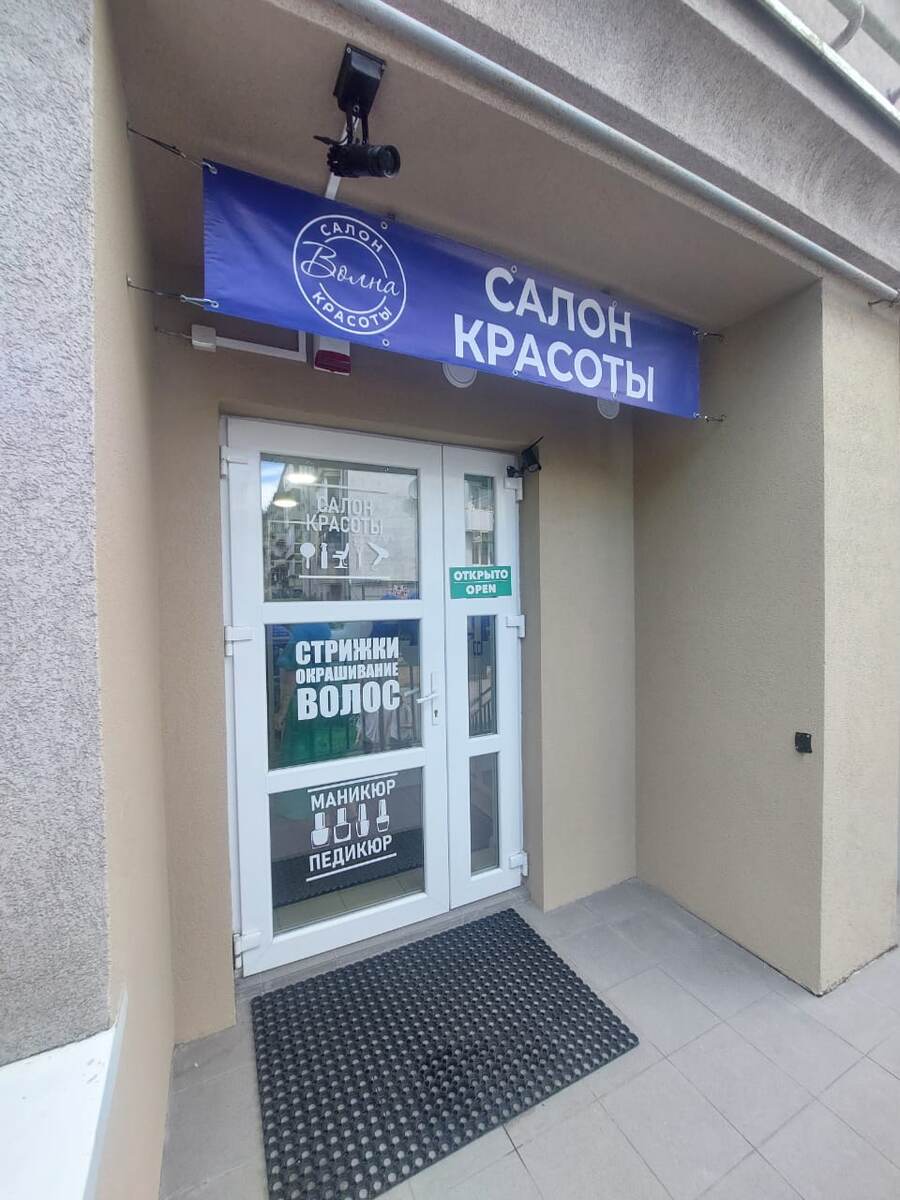 САЛОН
Волна
КРАСОТЫ
САЛОН
КРАСОТЫ
САЛОН
КРАСОТЫ
ОТКРЫТО
OPEN
СТРИЖКИ
ОКРАШИВАНИЕ
ВОЛОС
МАНИКЮР
ПЕДИКЮР